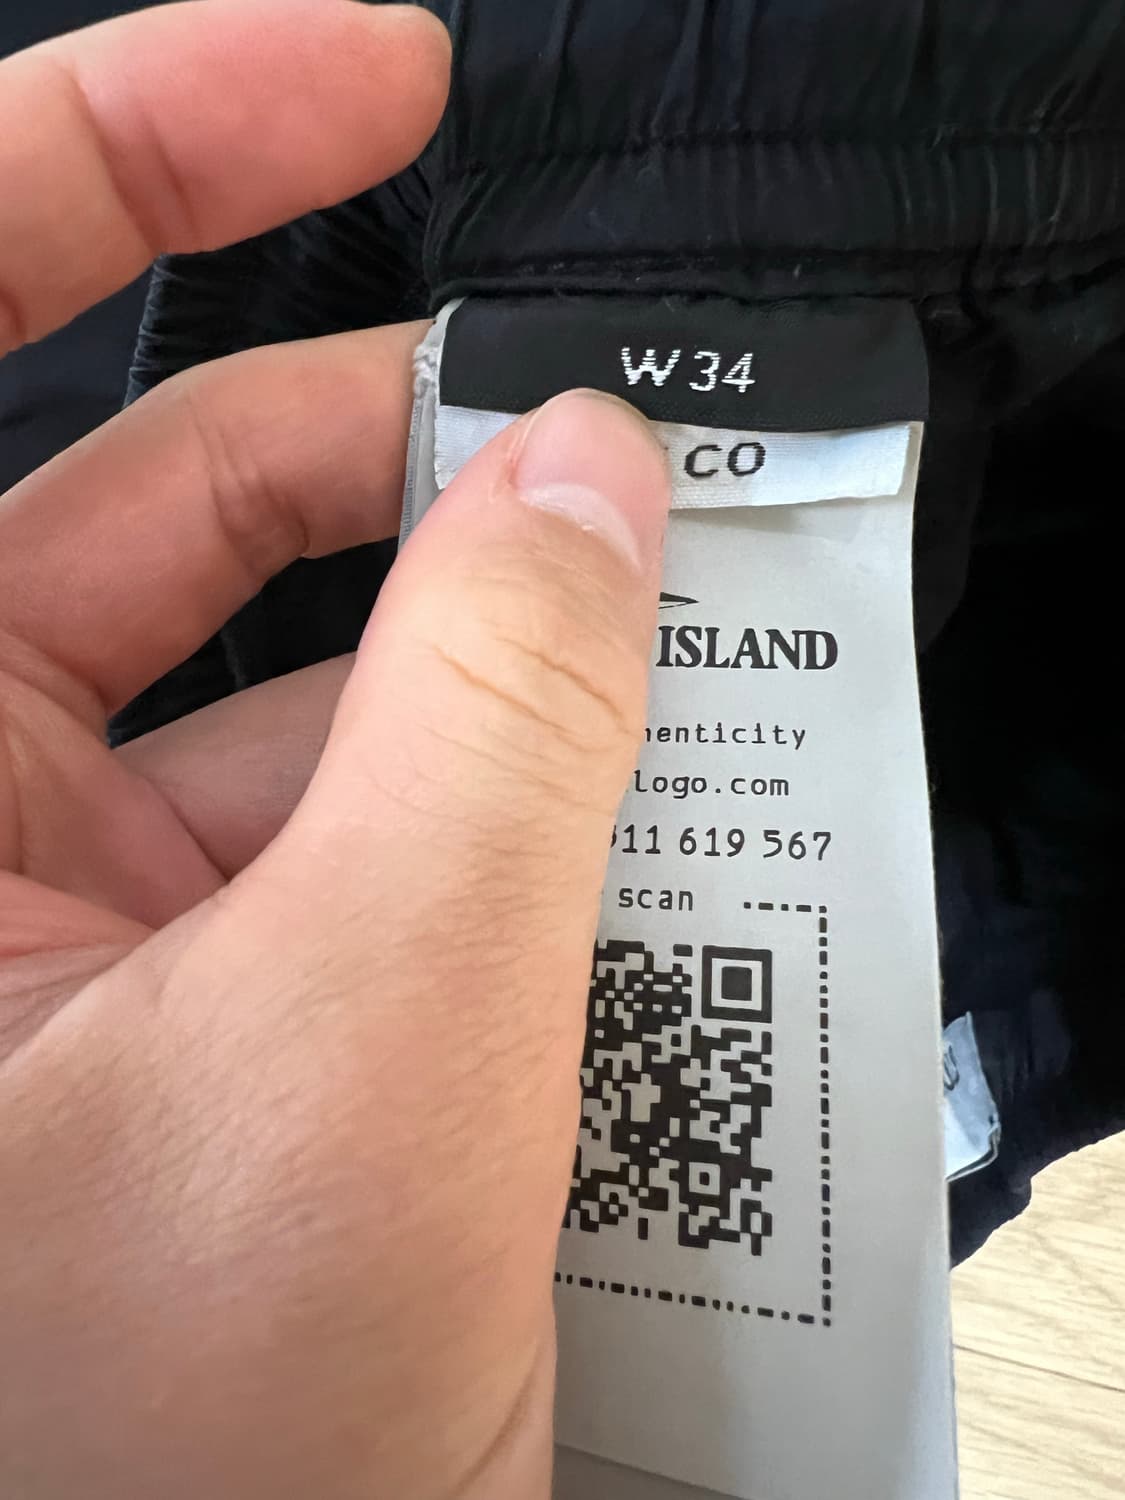 W 34
CO
ISLAND
henticity
logo.com
11 619 567
scan